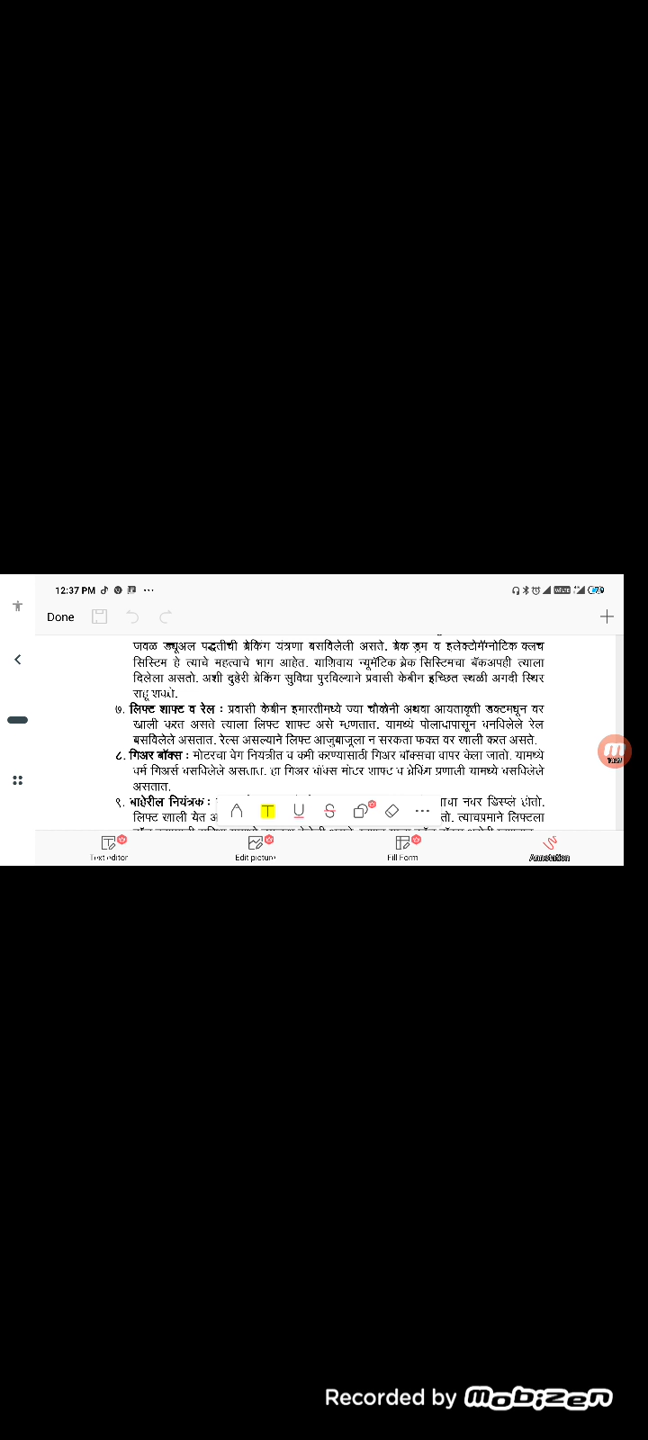 12:37 PM
Done
जवळ ड्यूअल पद्धतीची ब्रेकिंग यंत्रणा बसविलेली असते. ब्रेक ड्रम व इलेक्टोमॅग्नेटिक क्लच
सिस्टिम हे त्याचे महत्वाचे भाग आहेत. याशिवाय न्यूमॅटिक ब्रेक सिस्टिमचा बॅकअपही त्याला
दिलेला असतो. अशी दुहेरी ब्रेकिंग सुविधा पुरविल्याने प्रवासी केबीन इच्छित स्थळी अगदी स्थिर
राहू शकते.
७. लिफ्ट शाफ्ट व रेल : प्रवासी केबीन इमारतीमध्ये ज्या चौकोनी अथवा आयताकृती डक्टमधून वर
खाली करत असते त्याला लिफ्ट शाफ्ट असे म्हणतात. यामध्ये पोलादापासून बनविलेले रेल
बसविलेले असतात. रेल्स असल्याने लिफ्ट आजुबाजूला न सरकता फक्त वर खाली करत असते.
८. गिअर बॉक्स : मोटरचा वेग नियंत्रीत व कमी करण्यासाठी गिअर बॉक्सचा वापर केला जातो. यामध्ये
वर्म गिअर्स बसविलेले असतात. हा गिअर बॉक्स मोटर शाफ्ट व ब्रेकिंग प्रणाली यामध्ये बसविलेले
असतात.
९. बाहेरील नियंत्रक : नंबर डिस्प्ले होतो.
लिफ्ट खाली येत तो. त्याचप्रमाणे लिफ्टला
Text editor
Edit picture
Fill Form
Annotation
Recorded by Mobizen